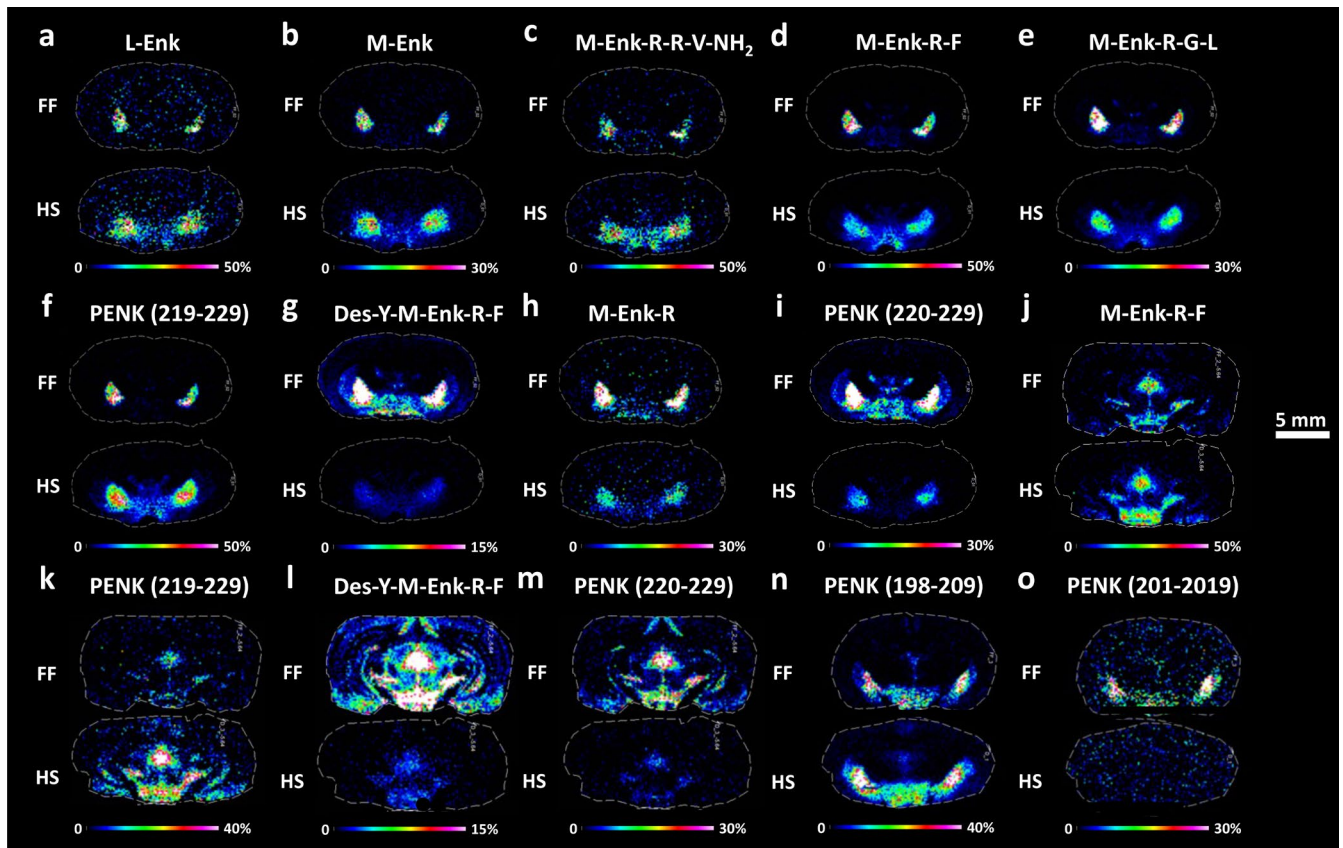 a L-Enk
b M-Enk
c M-Enk-R-R-V-NH₂
d M-Enk-R-F
e M-Enk-R-G-L
FF
FF
FF
FF
FF
HS
HS
HS
HS
HS
0 50%
0 30%
0 50%
0 50%
0 30%
f PENK (219-229)
g Des-Y-M-Enk-R-F
h M-Enk-R
i PENK (220-229)
j M-Enk-R-F
FF
FF
FF
FF
FF
5 mm
HS
HS
HS
HS
HS
0 50%
0 15%
0 30%
0 30%
0 50%
k PENK (219-229)
l Des-Y-M-Enk-R-F
m PENK (220-229)
n PENK (198-209)
o PENK (201-2019)
FF
FF
FF
FF
FF
HS
HS
HS
HS
HS
0 40%
0 15%
0 30%
0 40%
0 30%